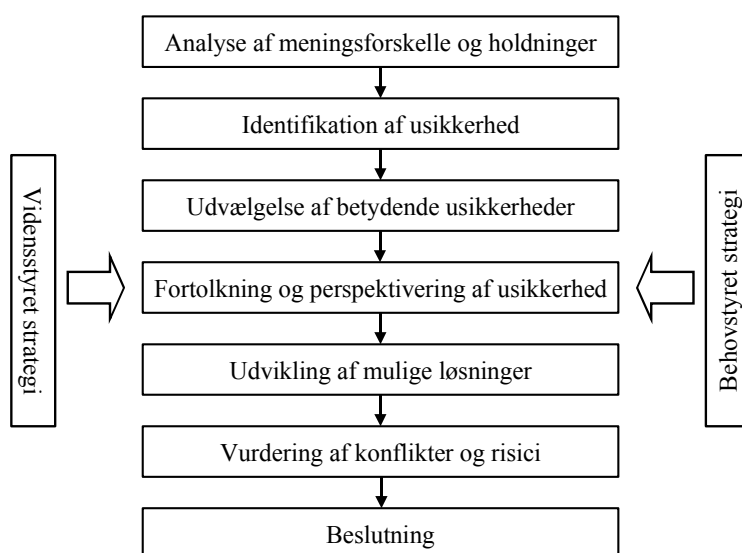 Analyse af meningsforskelle og holdninger
Identifikation af usikkerhed
Udvælgelse af betydende usikkerheder
Vidensstyret strategi
Fortolkning og perspektivering af usikkerhed
Behovstyret strategi
Udvikling af mulige løsninger
Vurdering af konflikter og risici
Beslutning